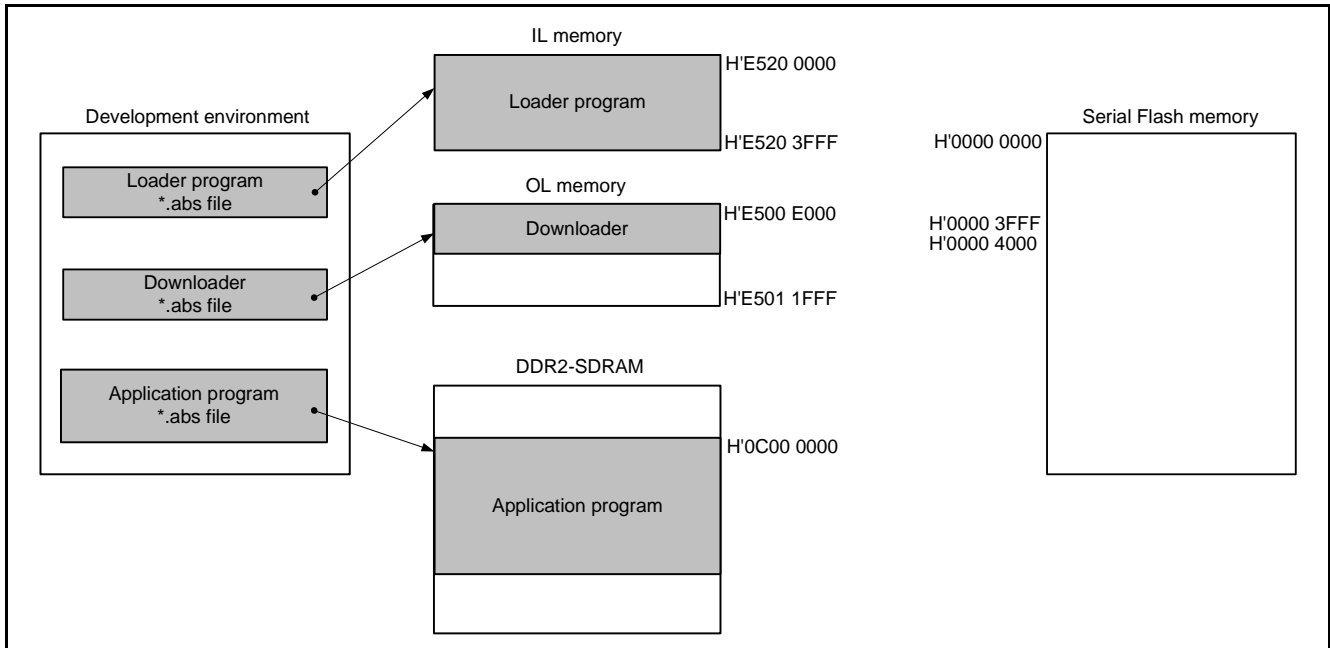 IL memory
H'E520 0000
Loader program
H'E520 3FFF
Development environment
Loader program
*.abs file
Downloader
*.abs file
Application program
*.abs file
OL memory
H'E500 E000
Downloader
H'E501 1FFF
DDR2-SDRAM
H'0C00 0000
Application program
Serial Flash memory
H'0000 0000
H'0000 3FFF
H'0000 4000